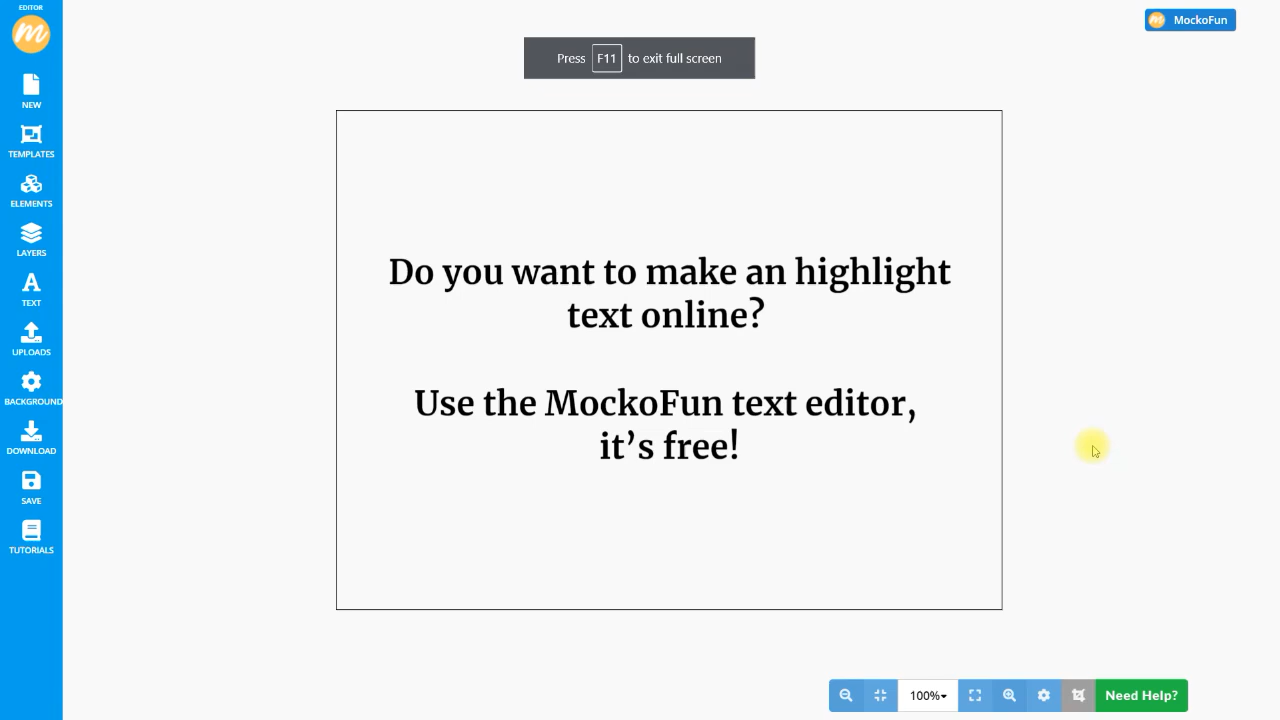 EDITOR
m
MockoFun
Press F11 to exit full screen
NEW
TEMPLATES
ELEMENTS
LAYERS
A
TEXT
UPLOADS
BACKGROUND
DOWNLOAD
SAVE
TUTORIALS
Do you want to make an highlight
text online?
Use the MockoFun text editor,
it's free!
100%
Need Help?